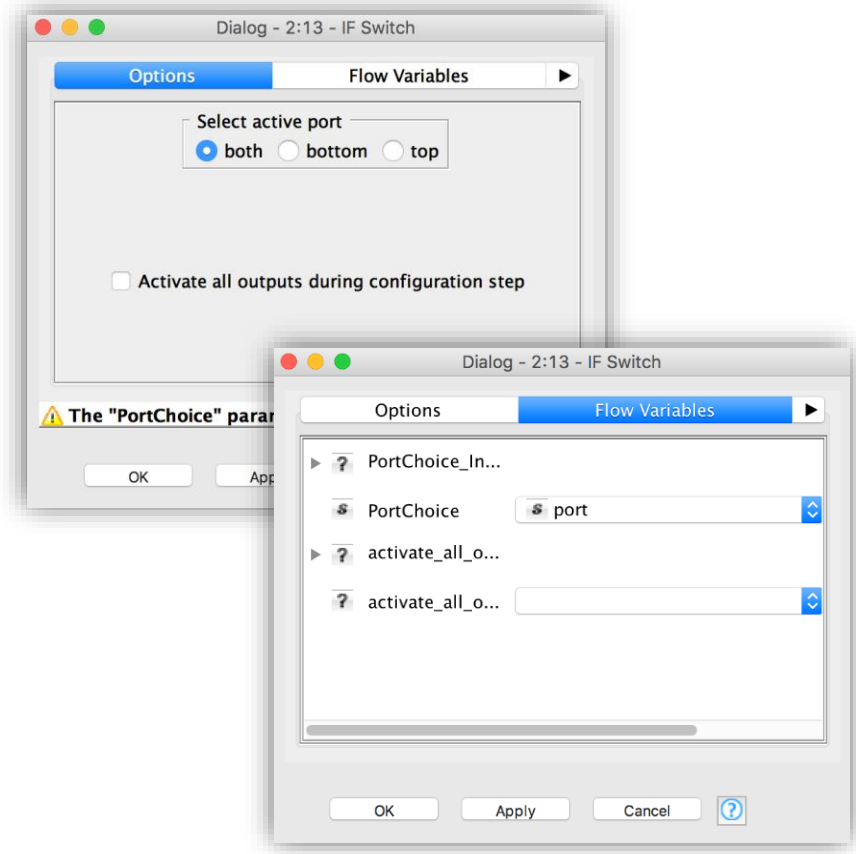 Dialog - 2:13 - IF Switch
Options
Flow Variables
Select active port
both
bottom
top
Activate all outputs during configuration step
The "PortChoice" parar
OK
App
Dialog - 2:13 - IF Switch
Options
Flow Variables
? PortChoice_In...
S PortChoice
S port
? activate_all_o...
? activate_all_o...
OK
Apply
Cancel
?